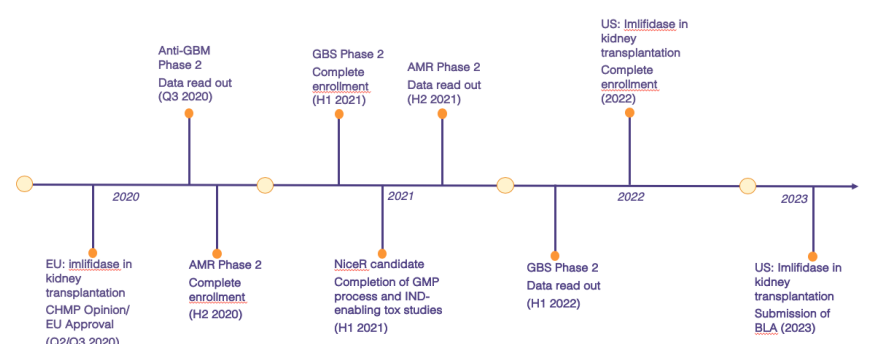 US: Imlifidase in
kidney
transplantation
Complete
enrollment
(2022)
Anti-GBM
Phase 2
Data read out
(Q3 2020)
GBS Phase 2
Complete
enrollment
(H1 2021)
AMR Phase 2
Data read out
(H2 2021)
2020
2021
2022
2023
EU: imlifidase in
kidney
transplantation
CHMP Opinion/
EU Approval
(Q2/Q3 2020)
AMR Phase 2
Complete
enrollment
(H2 2020)
NiceR candidate
Completion of GMP
process and IND-
enabling tox studies
(H1 2021)
GBS Phase 2
Data read out
(H1 2022)
US: Imlifidase in
kidney
transplantation
Submission of
BLA (2023)